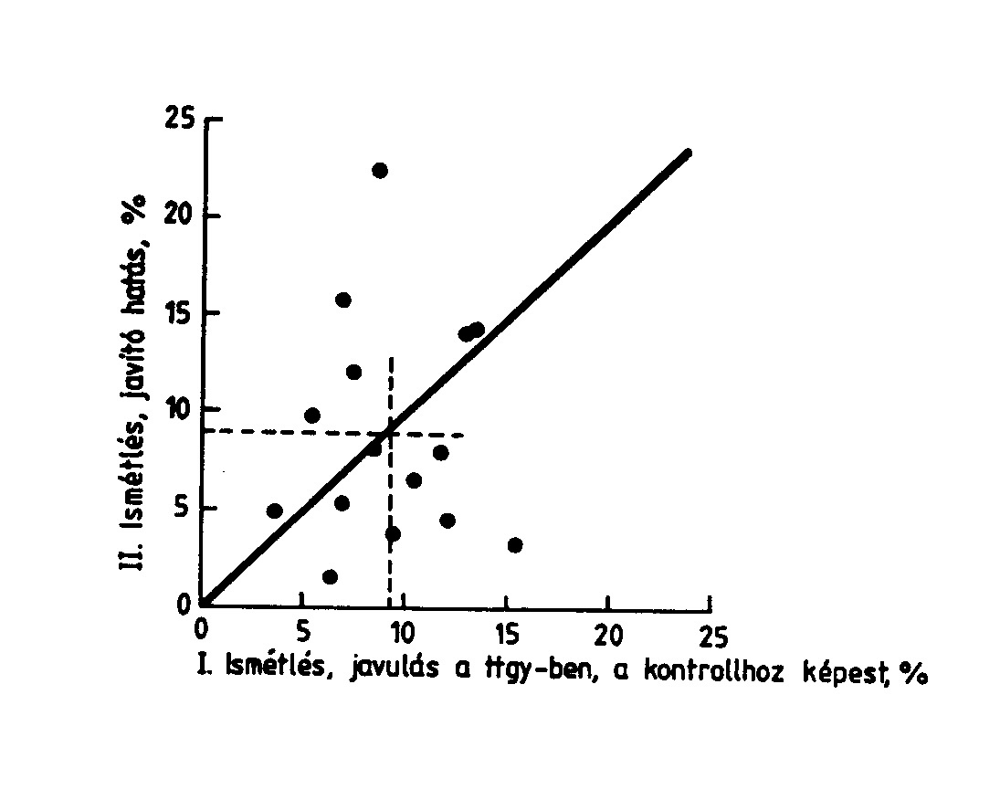 25
20
15
10
5
0
II. Ismétlés, javító hatás, %
0 5 10 15 20 25
I. Ismétlés, javulás a ttgy-ben, a kontrollhoz képest, %